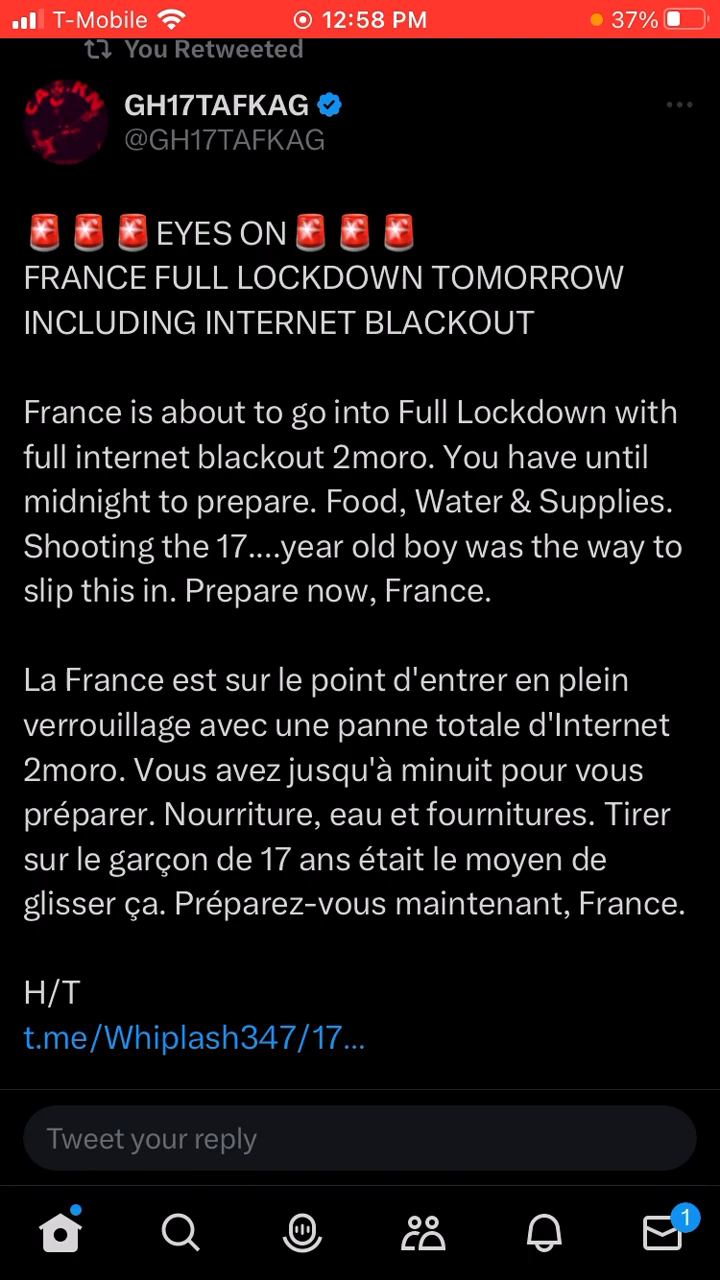 T-Mobile 12:58 PM 37%
You Retweeted
GH17TAFKAG
@GH17TAFKAG
🚨🚨🚨EYES ON🚨🚨🚨
FRANCE FULL LOCKDOWN TOMORROW
INCLUDING INTERNET BLACKOUT
France is about to go into Full Lockdown with
full internet blackout 2moro. You have until
midnight to prepare. Food, Water & Supplies.
Shooting the 17....year old boy was the way to
slip this in. Prepare now, France.
La France est sur le point d'entrer en plein
verrouillage avec une panne totale d'Internet
2moro. Vous avez jusqu'à minuit pour vous
préparer. Nourriture, eau et fournitures. Tirer
sur le garçon de 17 ans était le moyen de
glisser ça. Préparez-vous maintenant, France.
H/T
t.me/Whiplash347/17...
Tweet your reply
1